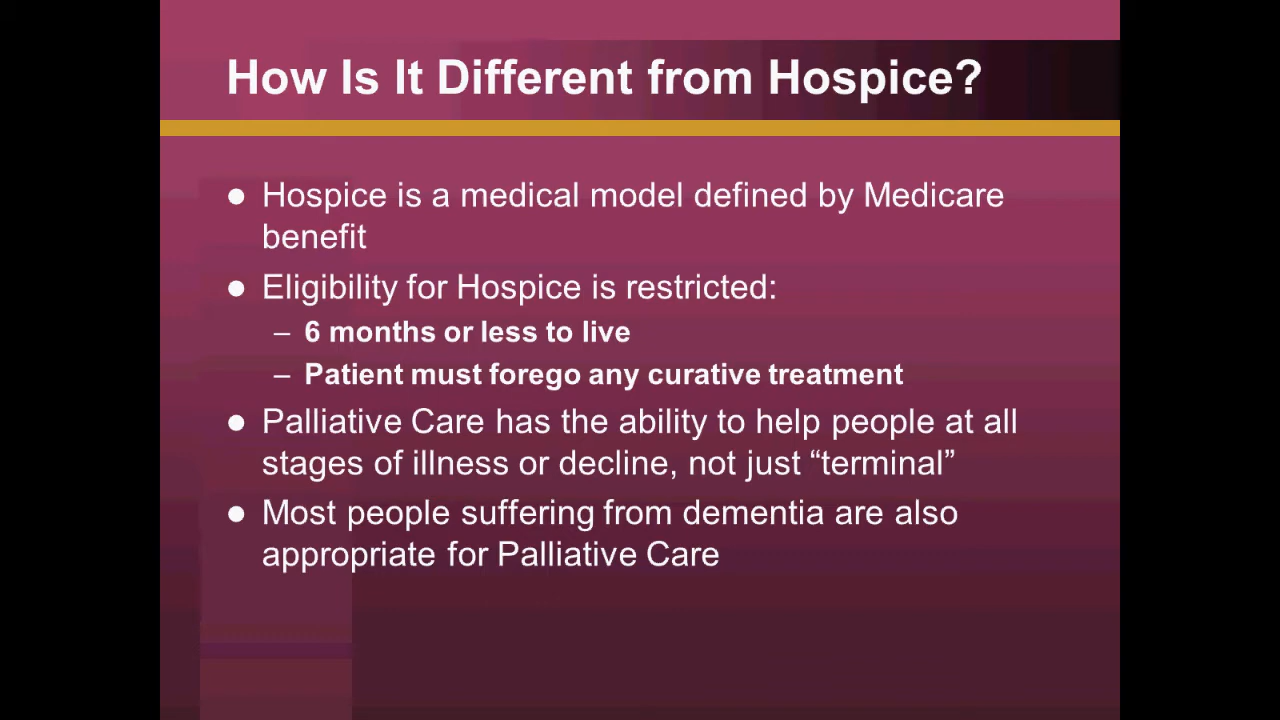 How Is It Different from Hospice?
● Hospice is a medical model defined by Medicare
benefit
● Eligibility for Hospice is restricted:
– 6 months or less to live
– Patient must forego any curative treatment
● Palliative Care has the ability to help people at all
stages of illness or decline, not just “terminal”
● Most people suffering from dementia are also
appropriate for Palliative Care